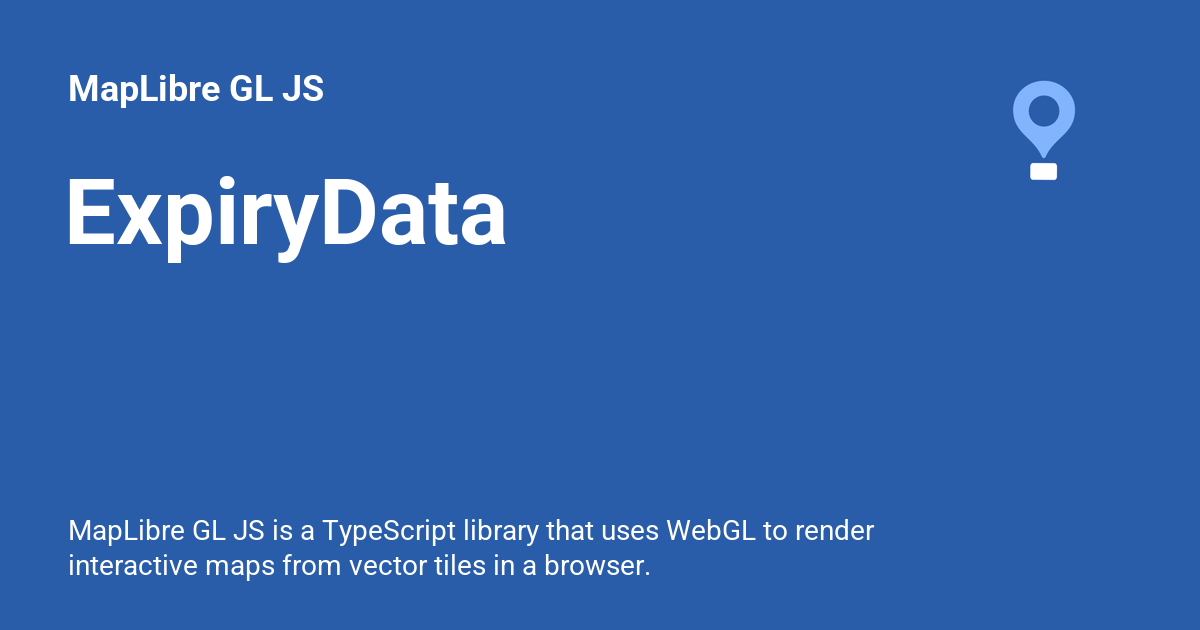 MapLibre GL JS
ExpiryData
MapLibre GL JS is a TypeScript library that uses WebGL to render
interactive maps from vector tiles in a browser.